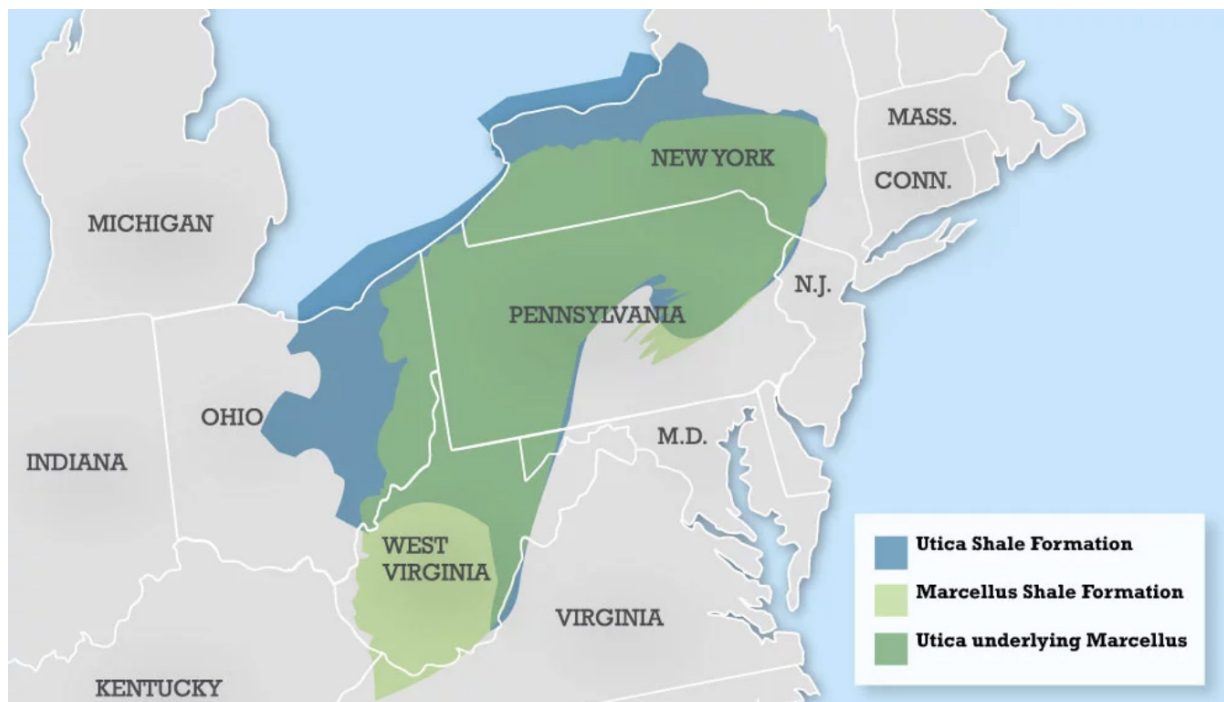 MASS.
NEW YORK
CONN.
MICHIGAN
N.J.
PENNSYLVANIA
OHIO
M.D.
INDIANA
WEST
VIRGINIA
VIRGINIA
KENTUCKY
Utica Shale Formation
Marcellus Shale Formation
Utica underlying Marcellus